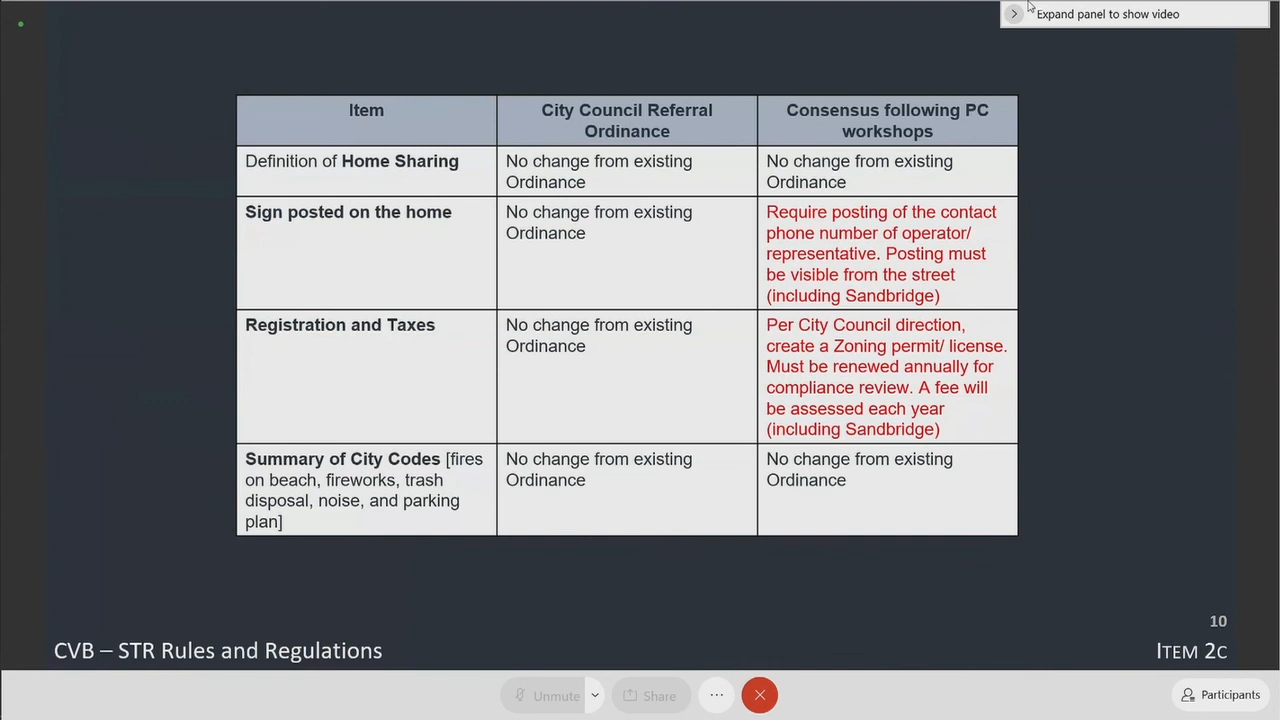 Expand panel to show video
Item
City Council Referral
Ordinance
Consensus following PC
workshops
Definition of Home Sharing
No change from existing
Ordinance
No change from existing
Ordinance
Sign posted on the home
No change from existing
Ordinance
Require posting of the contact
phone number of operator/
representative. Posting must
be visible from the street
(including Sandbridge)
Registration and Taxes
No change from existing
Ordinance
Per City Council direction,
create a Zoning permit/ license.
Must be renewed annually for
compliance review. A fee will
be assessed each year
(including Sandbridge)
Summary of City Codes [fires
on beach, fireworks, trash
disposal, noise, and parking
plan]
No change from existing
Ordinance
No change from existing
Ordinance
10
CVB – STR Rules and Regulations
ITEM 2C
Unmute
Share
Participants